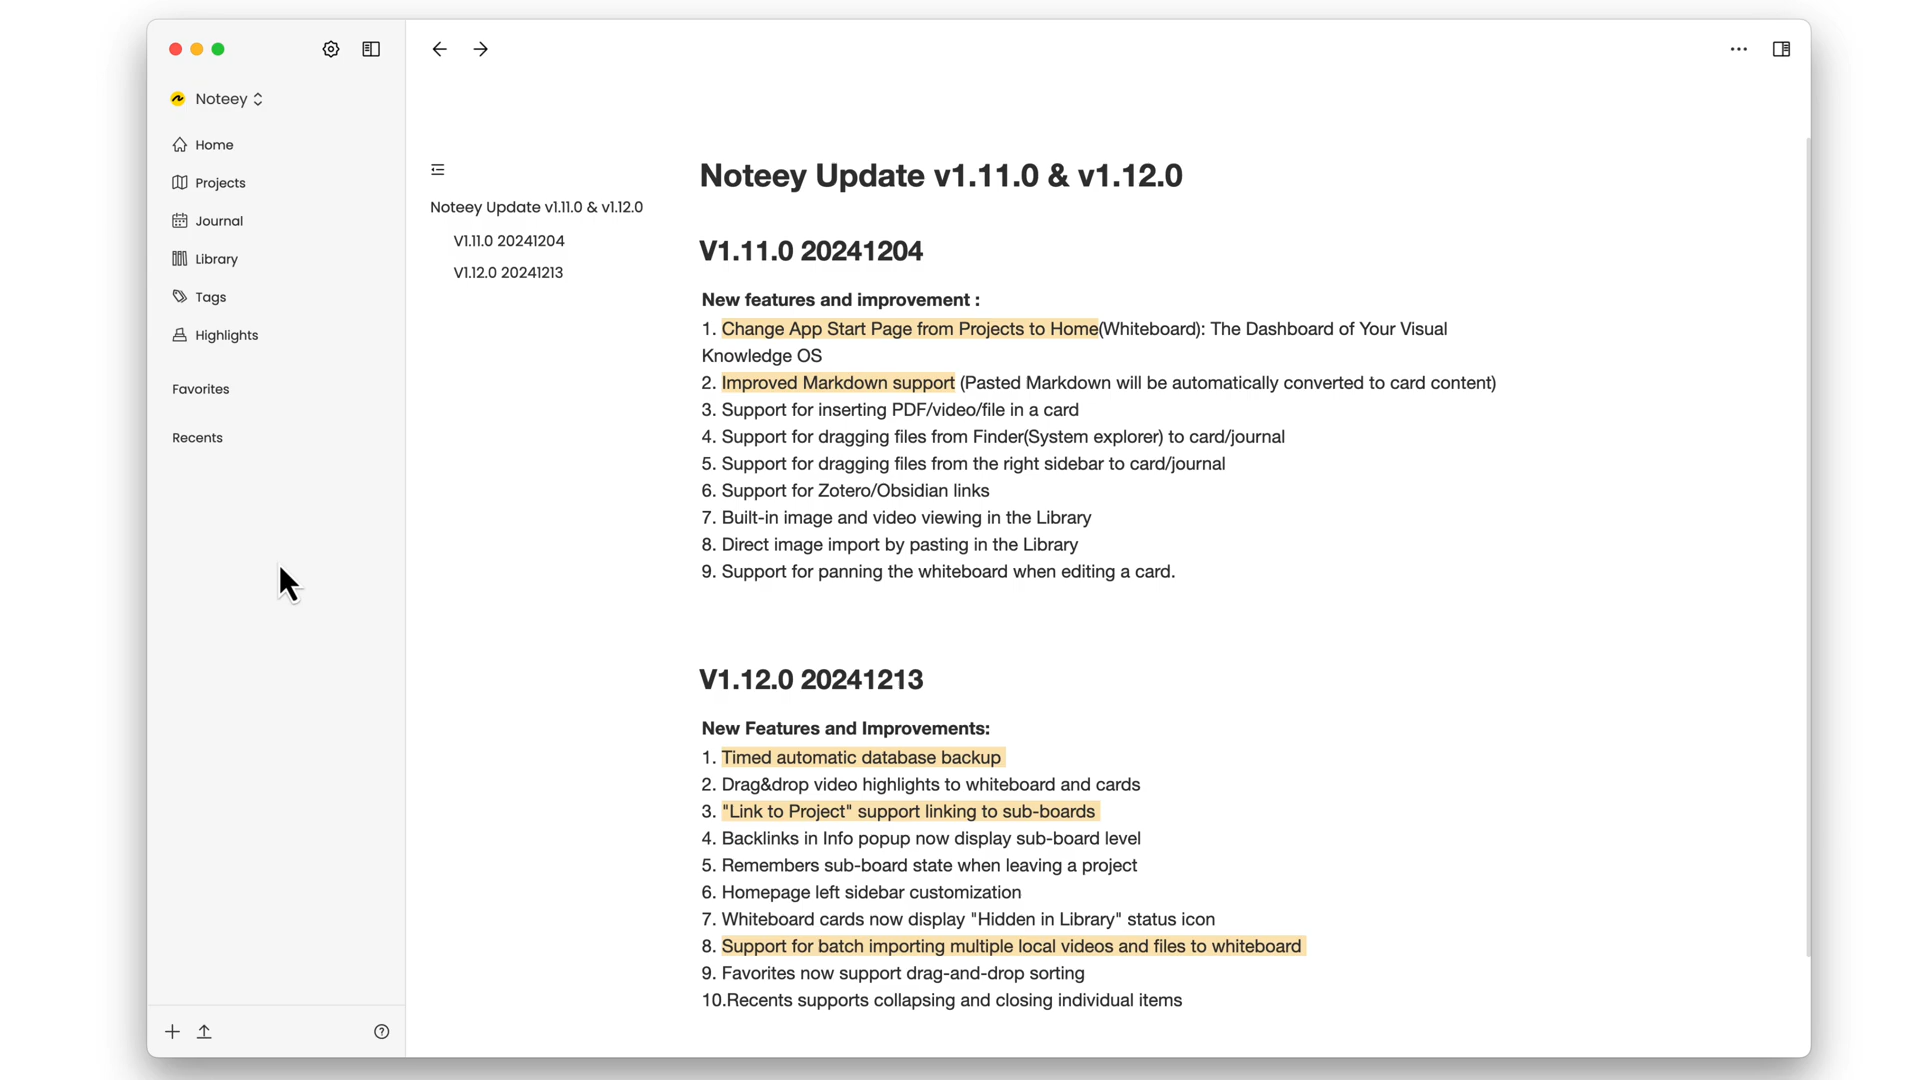 Noteey
Home
Projects
Journal
Library
Tags
Highlights
Favorites
Recents
Noteey Update v1.11.0 & v1.12.0
V1.11.0 20241204
V1.12.0 20241213
Noteey Update v1.11.0 & v1.12.0
V1.11.0 20241204
New features and improvement :
1. Change App Start Page from Projects to Home(Whiteboard): The Dashboard of Your Visual
Knowledge OS
2. Improved Markdown support (Pasted Markdown will be automatically converted to card content)
3. Support for inserting PDF/video/file in a card
4. Support for dragging files from Finder(System explorer) to card/journal
5. Support for dragging files from the right sidebar to card/journal
6. Support for Zotero/Obsidian links
7. Built-in image and video viewing in the Library
8. Direct image import by pasting in the Library
9. Support for panning the whiteboard when editing a card.
V1.12.0 20241213
New Features and Improvements:
1. Timed automatic database backup
2. Drag&drop video highlights to whiteboard and cards
3. "Link to Project" support linking to sub-boards
4. Backlinks in Info popup now display sub-board level
5. Remembers sub-board state when leaving a project
6. Homepage left sidebar customization
7. Whiteboard cards now display "Hidden in Library" status icon
8. Support for batch importing multiple local videos and files to whiteboard
9. Favorites now support drag-and-drop sorting
10.Recents supports collapsing and closing individual items